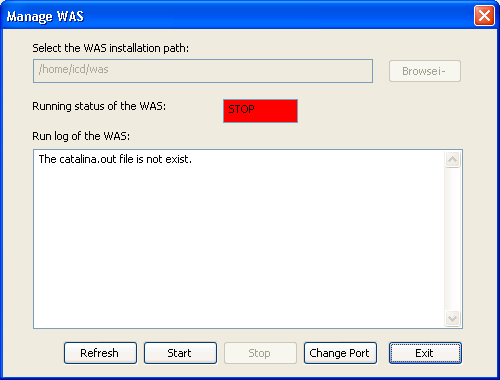 Manage WAS
Select the WAS installation path:
/home/icd/was
Browsei-
Running status of the WAS:
STOP
Run log of the WAS:
The catalina.out file is not exist.
Refresh
Start
Stop
Change Port
Exit